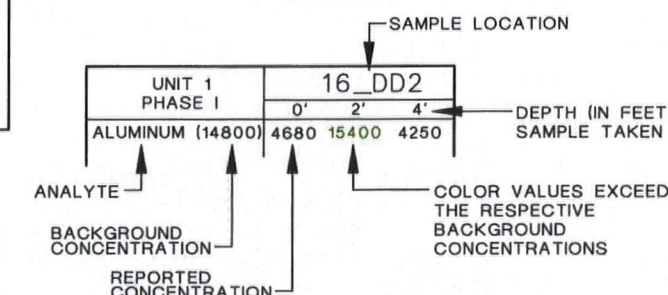 SAMPLE LOCATION
UNIT 1
PHASE I
16_DD2
0' 2' 4'
DEPTH (IN FEET
SAMPLE TAKEN
ALUMINUM (14800) 4680 15400 4250
ANALYTE
COLOR VALUES EXCEED
THE RESPECTIVE
BACKGROUND
CONCENTRATIONS
BACKGROUND
CONCENTRATION
REPORTED
CONCENTRATION